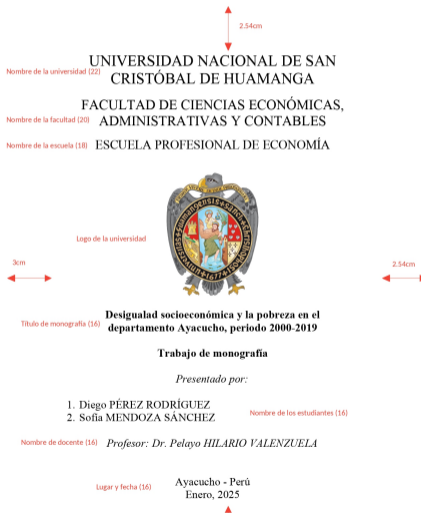 2.54cm
UNIVERSIDAD NACIONAL DE SAN
Nombre de la universidad (22)
CRISTÓBAL DE HUAMANGA
FACULTAD DE CIENCIAS ECONÓMICAS,
Nombre de la facultad (20)
ADMINISTRATIVAS Y CONTABLES
Nombre de la escuela (18)
ESCUELA PROFESIONAL DE ECONOMÍA
Logo de la universidad
1677
3cm
2.54cm
Desigualad socioeconómica y la pobreza en el
Título de monografía (16)
departamento Ayacucho, periodo 2000-2019
Trabajo de monografía
Presentado por:
1. Diego PÉREZ RODRÍGUEZ
2. Sofia MENDOZA SÁNCHEZ
Nombre de los estudiantes (16)
Nombre de docente (16)
Profesor: Dr. Pelayo HILARIO VALENZUELA
Lugar y fecha (16)
Ayacucho - Perú
Enero, 2025